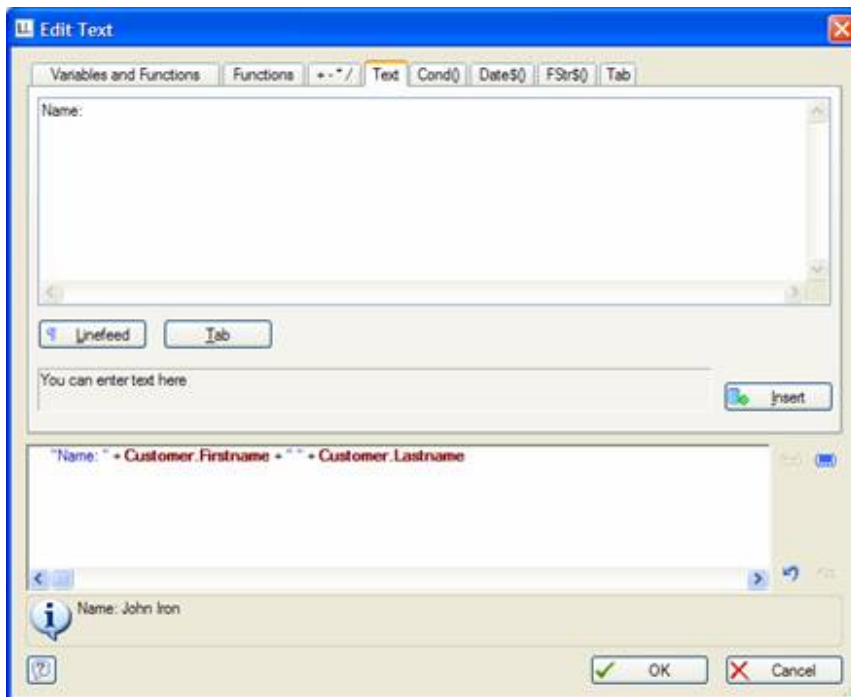 Edit Text
Variables and Functions Functions + - * / Text Cond() Date$() FStr$() Tab
Name:
¶ Linefeed Tab
You can enter text here
Insert
"Name: " + Customer.Firstname + " " + Customer.Lastname
Name: John Iron
OK Cancel